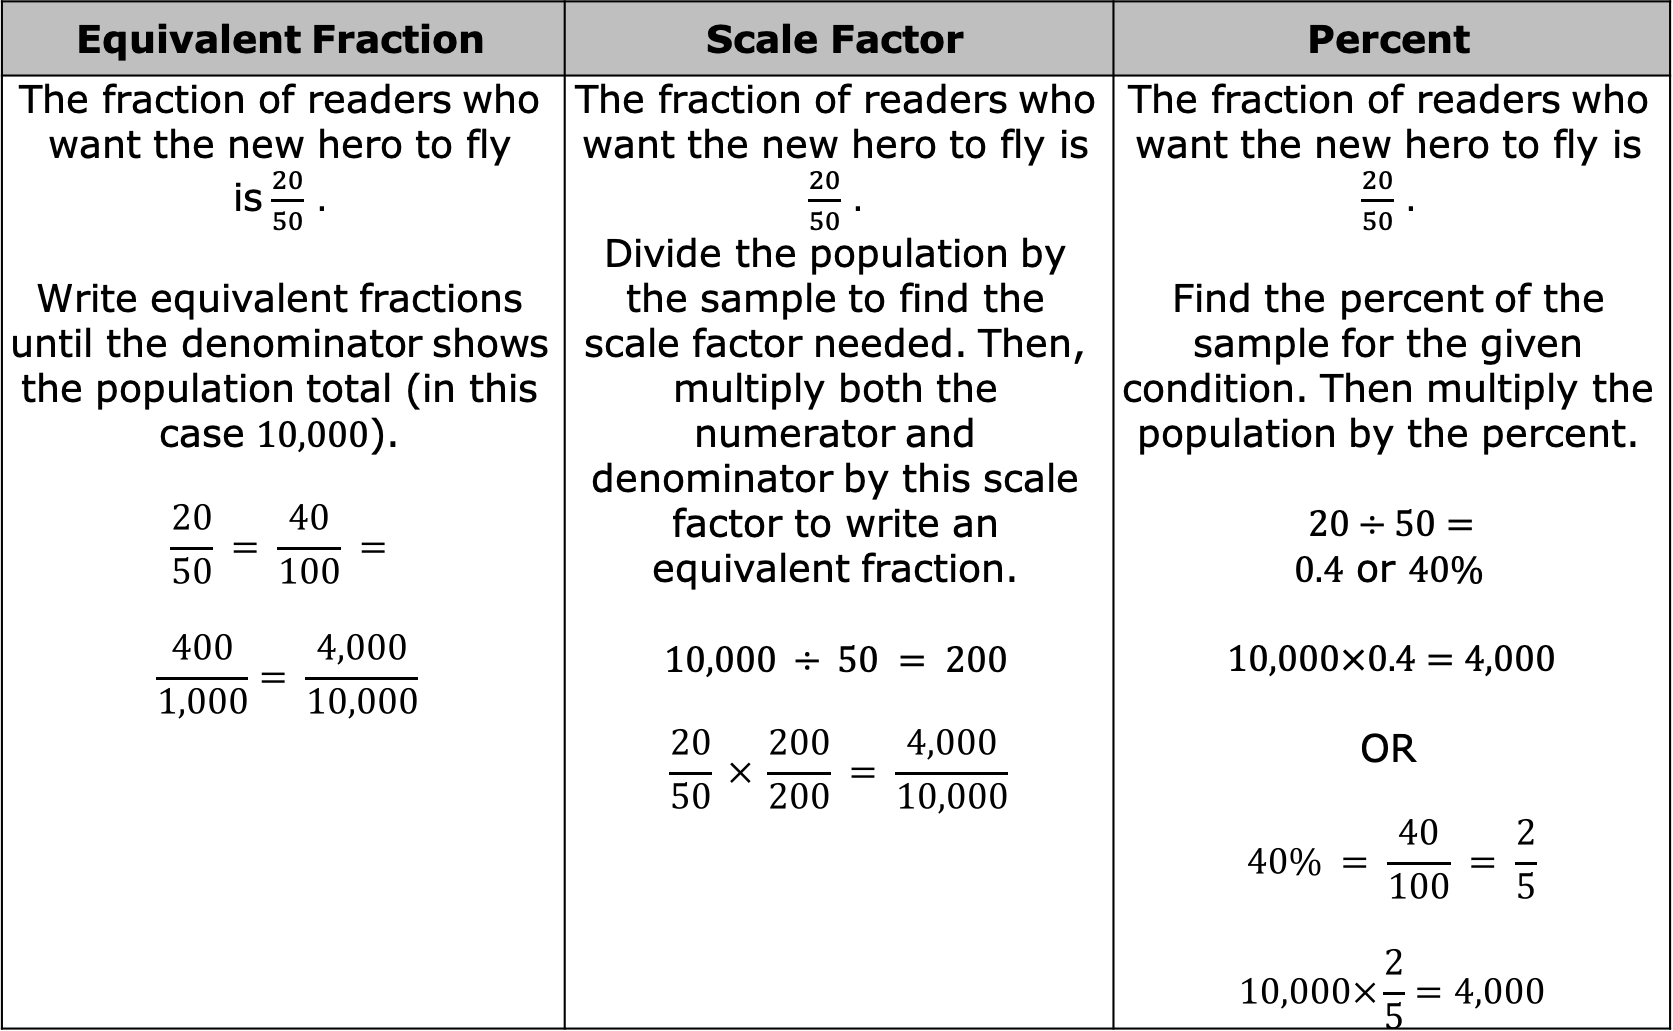 Equivalent Fraction
The fraction of readers who
want the new hero to fly
is 20/50 .
Write equivalent fractions
until the denominator shows
the population total (in this
case 10,000).
20/50 = 40/100 =
400/1,000 = 4,000/10,000
Scale Factor
The fraction of readers who
want the new hero to fly is
20/50 .
Divide the population by
the sample to find the
scale factor needed. Then,
multiply both the
numerator and
denominator by this scale
factor to write an
equivalent fraction.
10,000 ÷ 50 = 200
20/50 × 200/200 = 4,000/10,000
Percent
The fraction of readers who
want the new hero to fly is
20/50 .
Find the percent of the
sample for the given
condition. Then multiply the
population by the percent.
20 ÷ 50 =
0.4 or 40%
10,000×0.4 = 4,000
OR
40% = 40/100 = 2/5
10,000×2/5 = 4,000